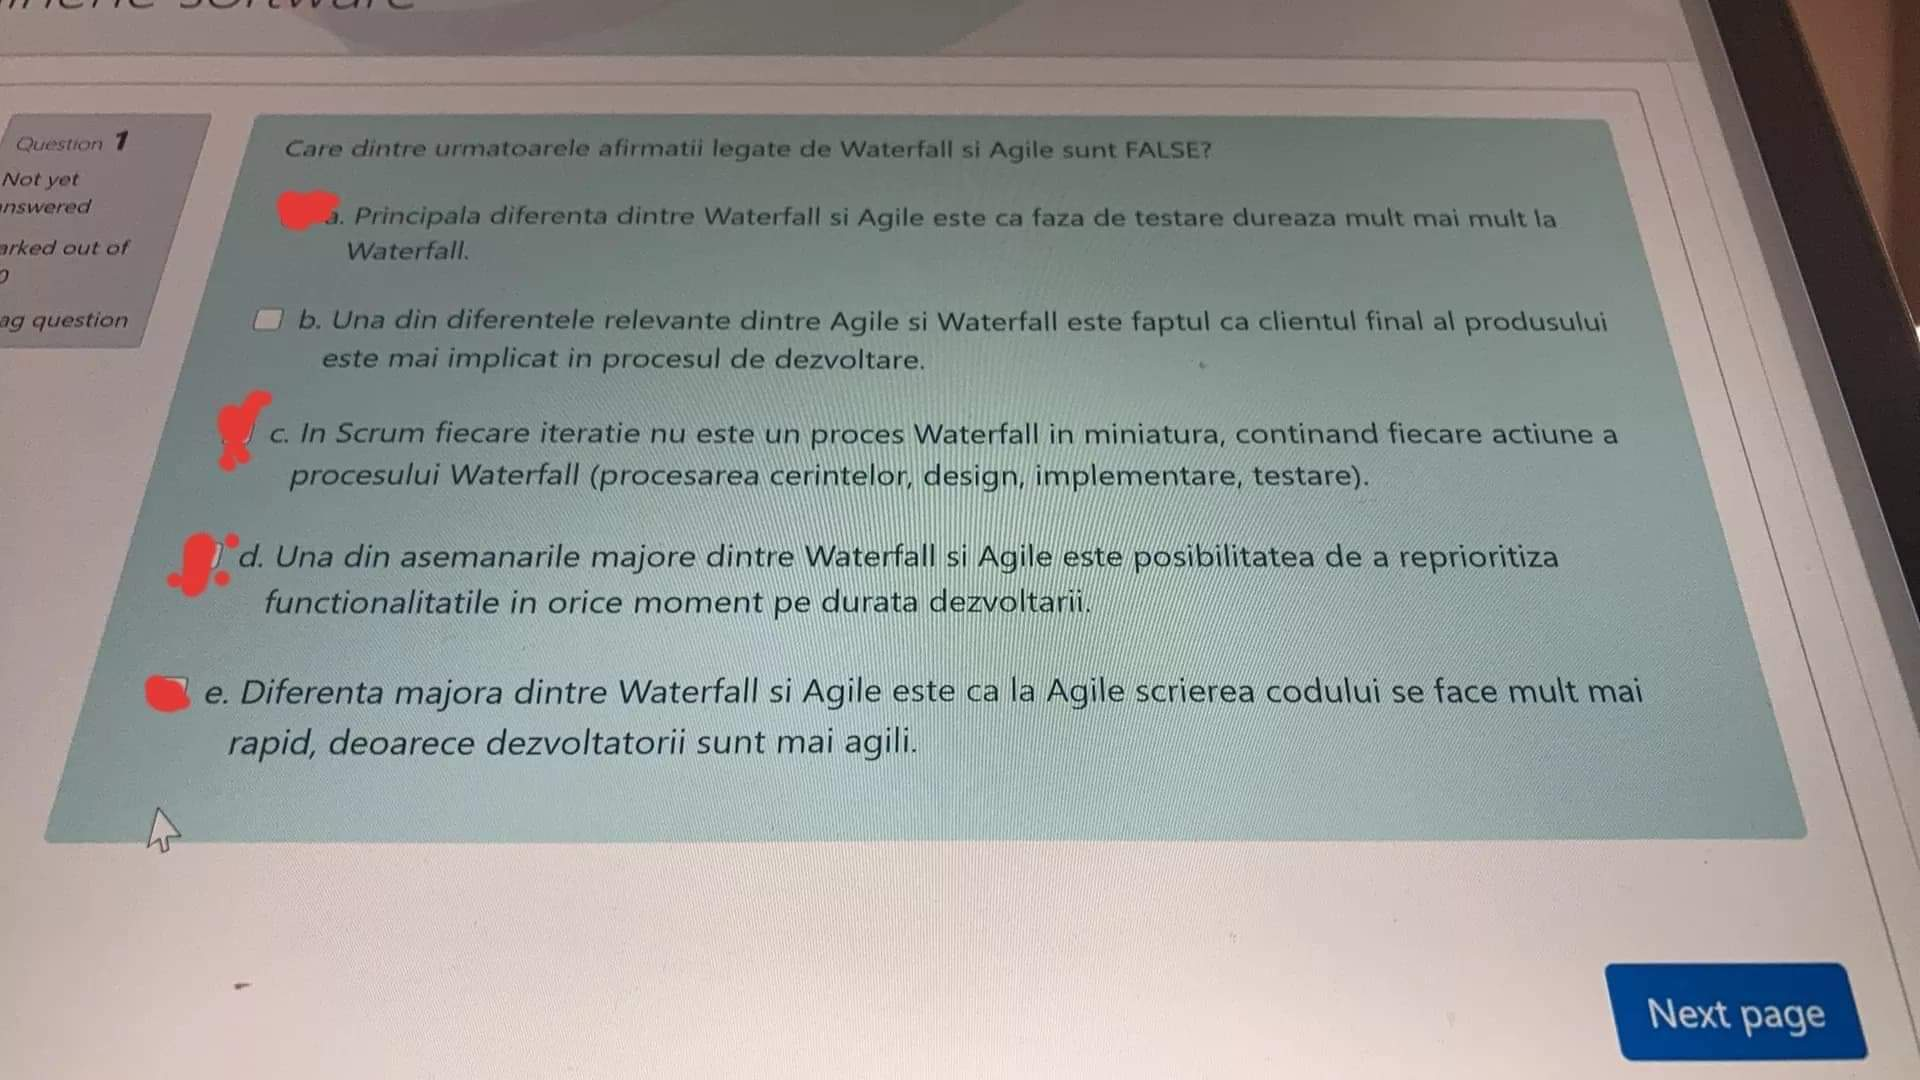 software
Question 1
Not yet
answered
arked out of
ag question
Care dintre urmatoarele afirmatii legate de Waterfall si Agile sunt FALSE?
a. Principala diferenta dintre Waterfall si Agile este ca faza de testare dureaza mult mai mult la
Waterfall.
b. Una din diferentele relevante dintre Agile si Waterfall este faptul ca clientul final al produsului
este mai implicat in procesul de dezvoltare.
c. In Scrum fiecare iteratie nu este un proces Waterfall in miniatura, continand fiecare actiune a
procesului Waterfall (procesarea cerintelor, design, implementare, testare).
d. Una din asemanarile majore dintre Waterfall si Agile este posibilitatea de a reprioritiza
functionalitatile in orice moment pe durata dezvoltarii.
e. Diferenta majora dintre Waterfall si Agile este ca la Agile scrierea codului se face mult mai
rapid, deoarece dezvoltatorii sunt mai agili.
Next page